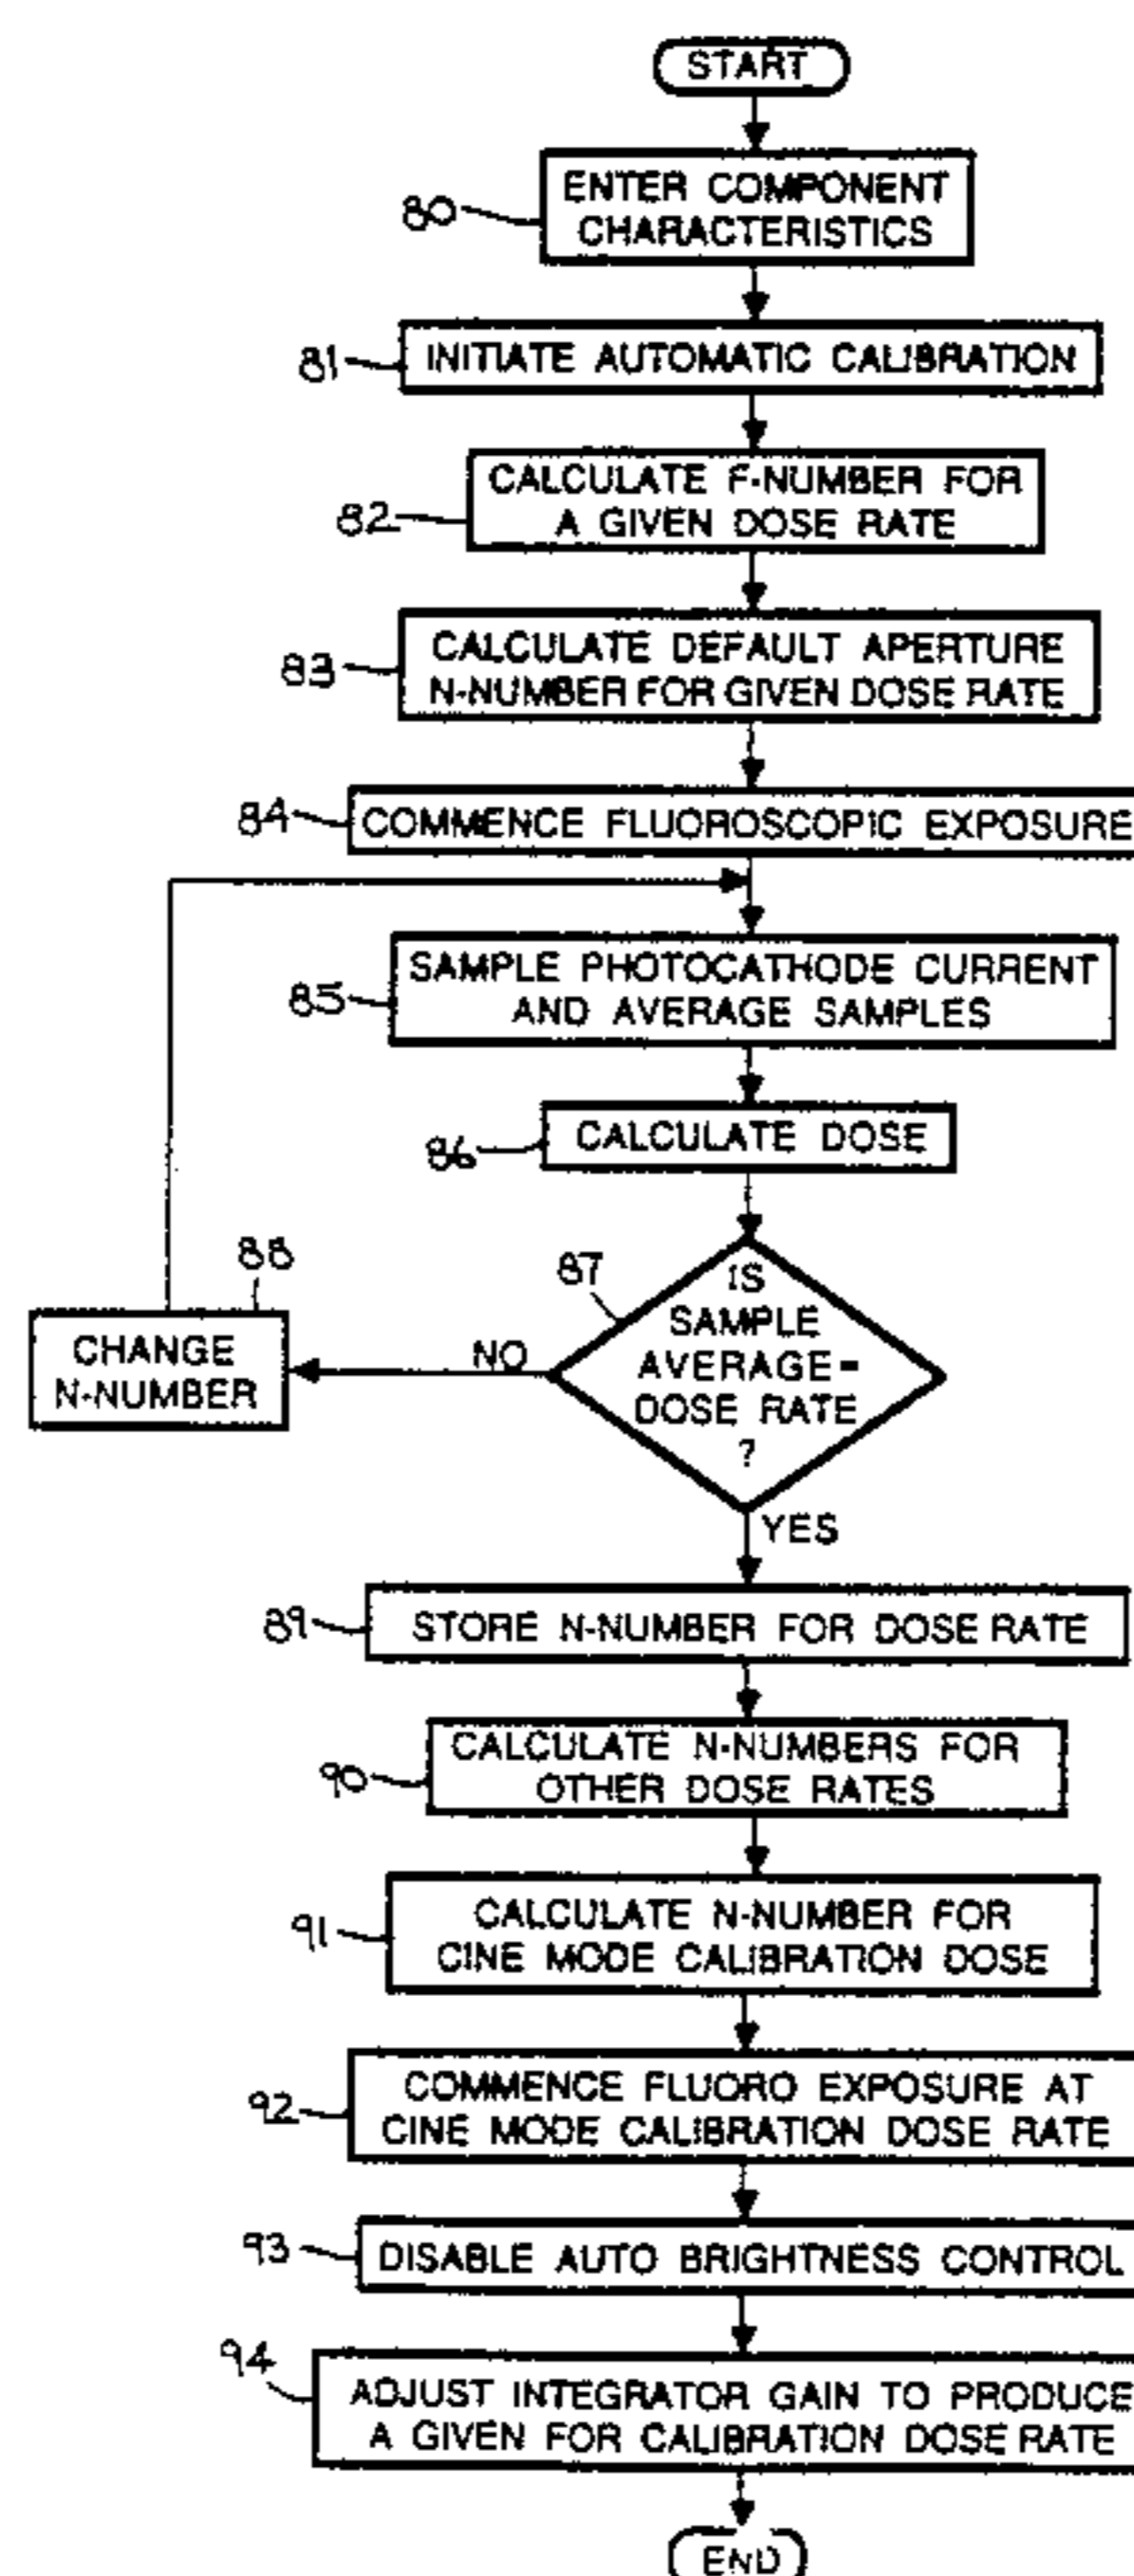 START
80
ENTER COMPONENT
CHARACTERISTICS
81
INITIATE AUTOMATIC CALIBRATION
82
CALCULATE F-NUMBER FOR
A GIVEN DOSE RATE
83
CALCULATE DEFAULT APERTURE
N-NUMBER FOR GIVEN DOSE RATE
84
COMMENCE FLUOROSCOPIC EXPOSURE
85
SAMPLE PHOTOCATHODE CURRENT
AND AVERAGE SAMPLES
86
CALCULATE DOSE
87
IS
SAMPLE
AVERAGE=
DOSE RATE
?
NO
88
CHANGE
N-NUMBER
YES
89
STORE N-NUMBER FOR DOSE RATE
90
CALCULATE N-NUMBERS FOR
OTHER DOSE RATES
91
CALCULATE N-NUMBER FOR
CINE MODE CALIBRATION DOSE
92
COMMENCE FLUORO EXPOSURE AT
CINE MODE CALIBRATION DOSE RATE
93
DISABLE AUTO BRIGHTNESS CONTROL
94
ADJUST INTEGRATOR GAIN TO PRODUCE
A GIVEN FOR CALIBRATION DOSE RATE
END